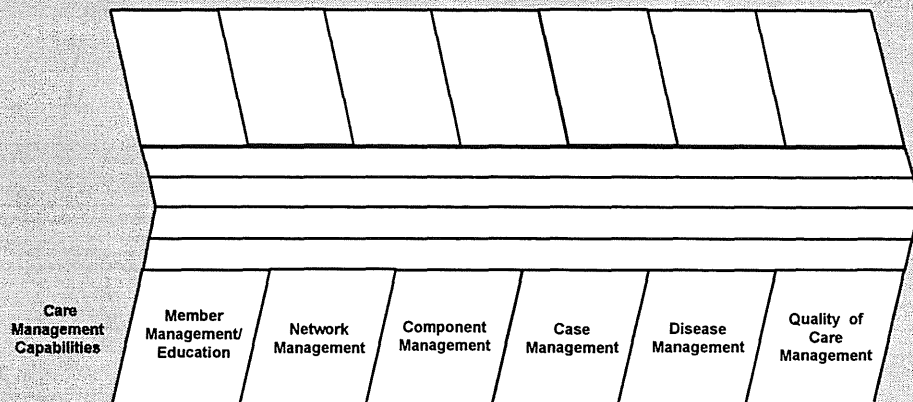 Care
Management
Capabilities
Member
Management/
Education
Network
Management
Component
Management
Case
Management
Disease
Management
Quality of
Care
Management